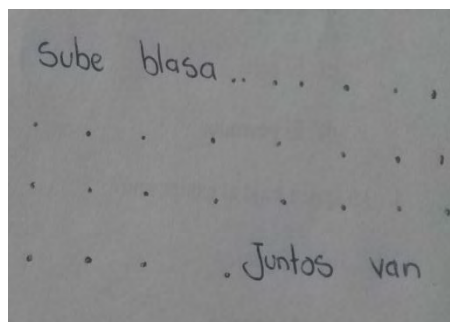 Sube blasa.. . . . . ,
. . . . . . . ,
. . . . . . . .
. . . . Juntos van